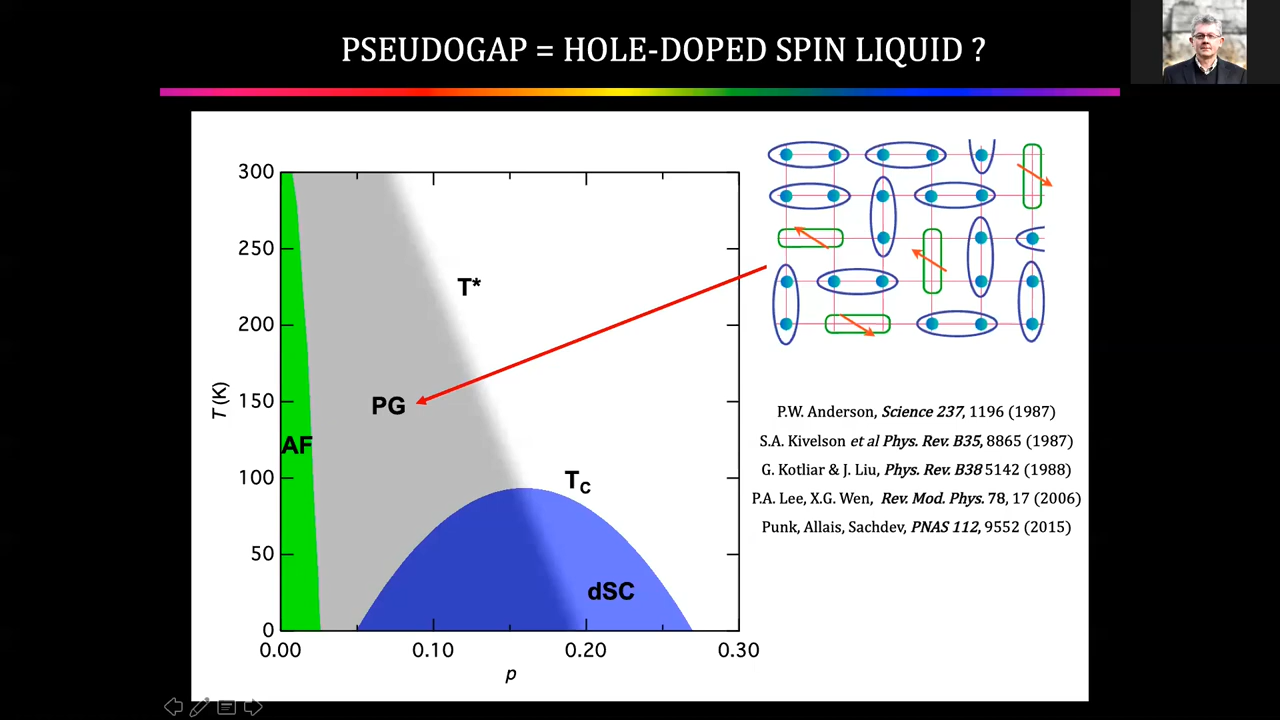 PSEUDOGAP = HOLE-DOPED SPIN LIQUID ?
300
250
200
150
100
50
0
T (K)
0.00
0.10
0.20
0.30
p
AF
PG
T*
TC
dSC
P.W. Anderson, Science 237, 1196 (1987)
S.A. Kivelson et al Phys. Rev. B35, 8865 (1987)
G. Kotliar & J. Liu, Phys. Rev. B38 5142 (1988)
P.A. Lee, X.G. Wen, Rev. Mod. Phys. 78, 17 (2006)
Punk, Allais, Sachdev, PNAS 112, 9552 (2015)